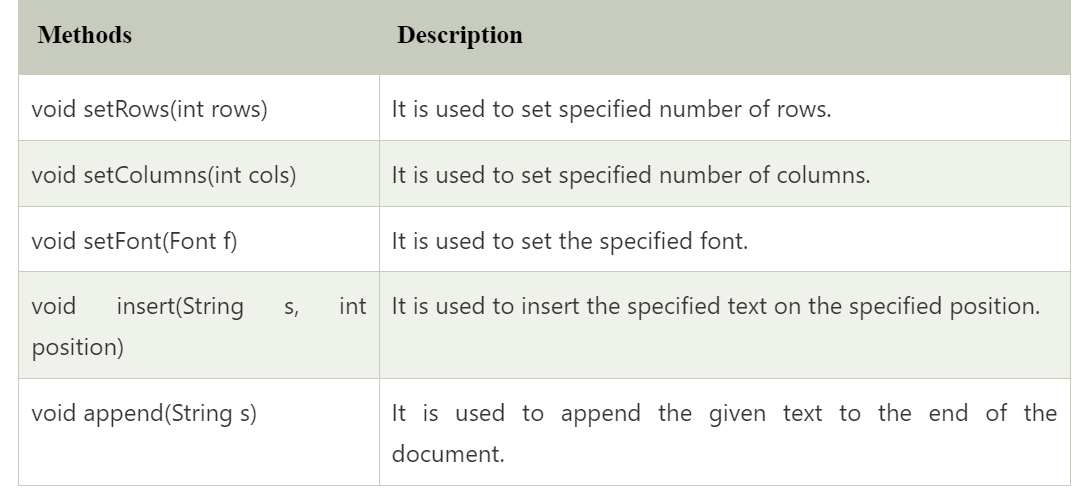 Methods Description
void setRows(int rows) It is used to set specified number of rows.
void setColumns(int cols) It is used to set specified number of columns.
void setFont(Font f) It is used to set the specified font.
void insert(String s, int It is used to insert the specified text on the specified position.
position)
void append(String s) It is used to append the given text to the end of the
document.